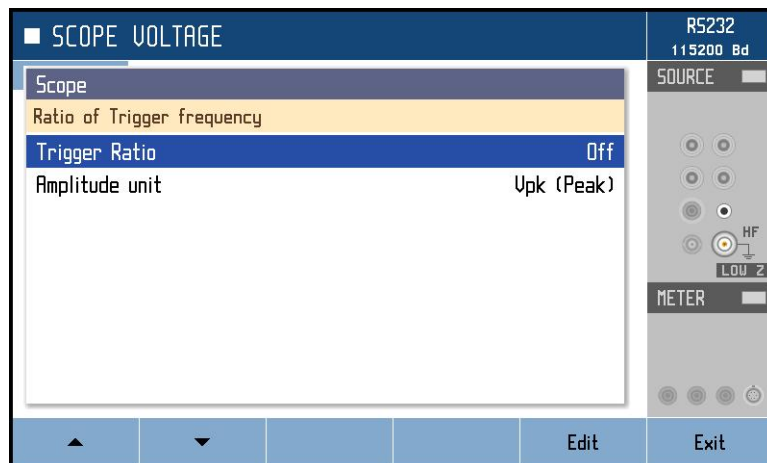 SCOPE VOLTAGE
RS232
115200 Bd
SOURCE
Scope
Ratio of Trigger frequency
Trigger Ratio Off
Amplitude unit Vpk (Peak)
HF
LOW Z
METER
Edit
Exit